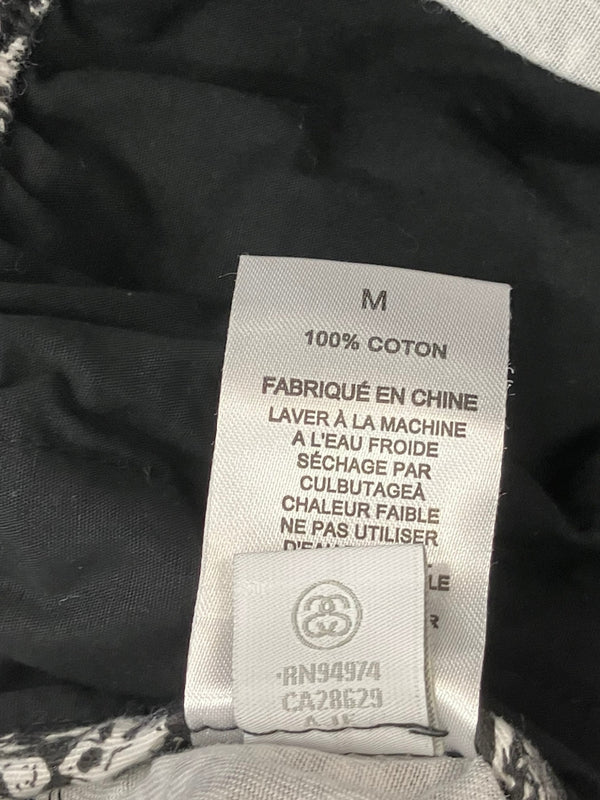 M
100% COTON
FABRIQUÉ EN CHINE
LAVER À LA MACHINE
A L'EAU FROIDE
SÉCHAGE PAR
CULBUTAGEÀ
CHALEUR FAIBLE
NE PAS UTILISER
LE
R
RN94974
CA28629